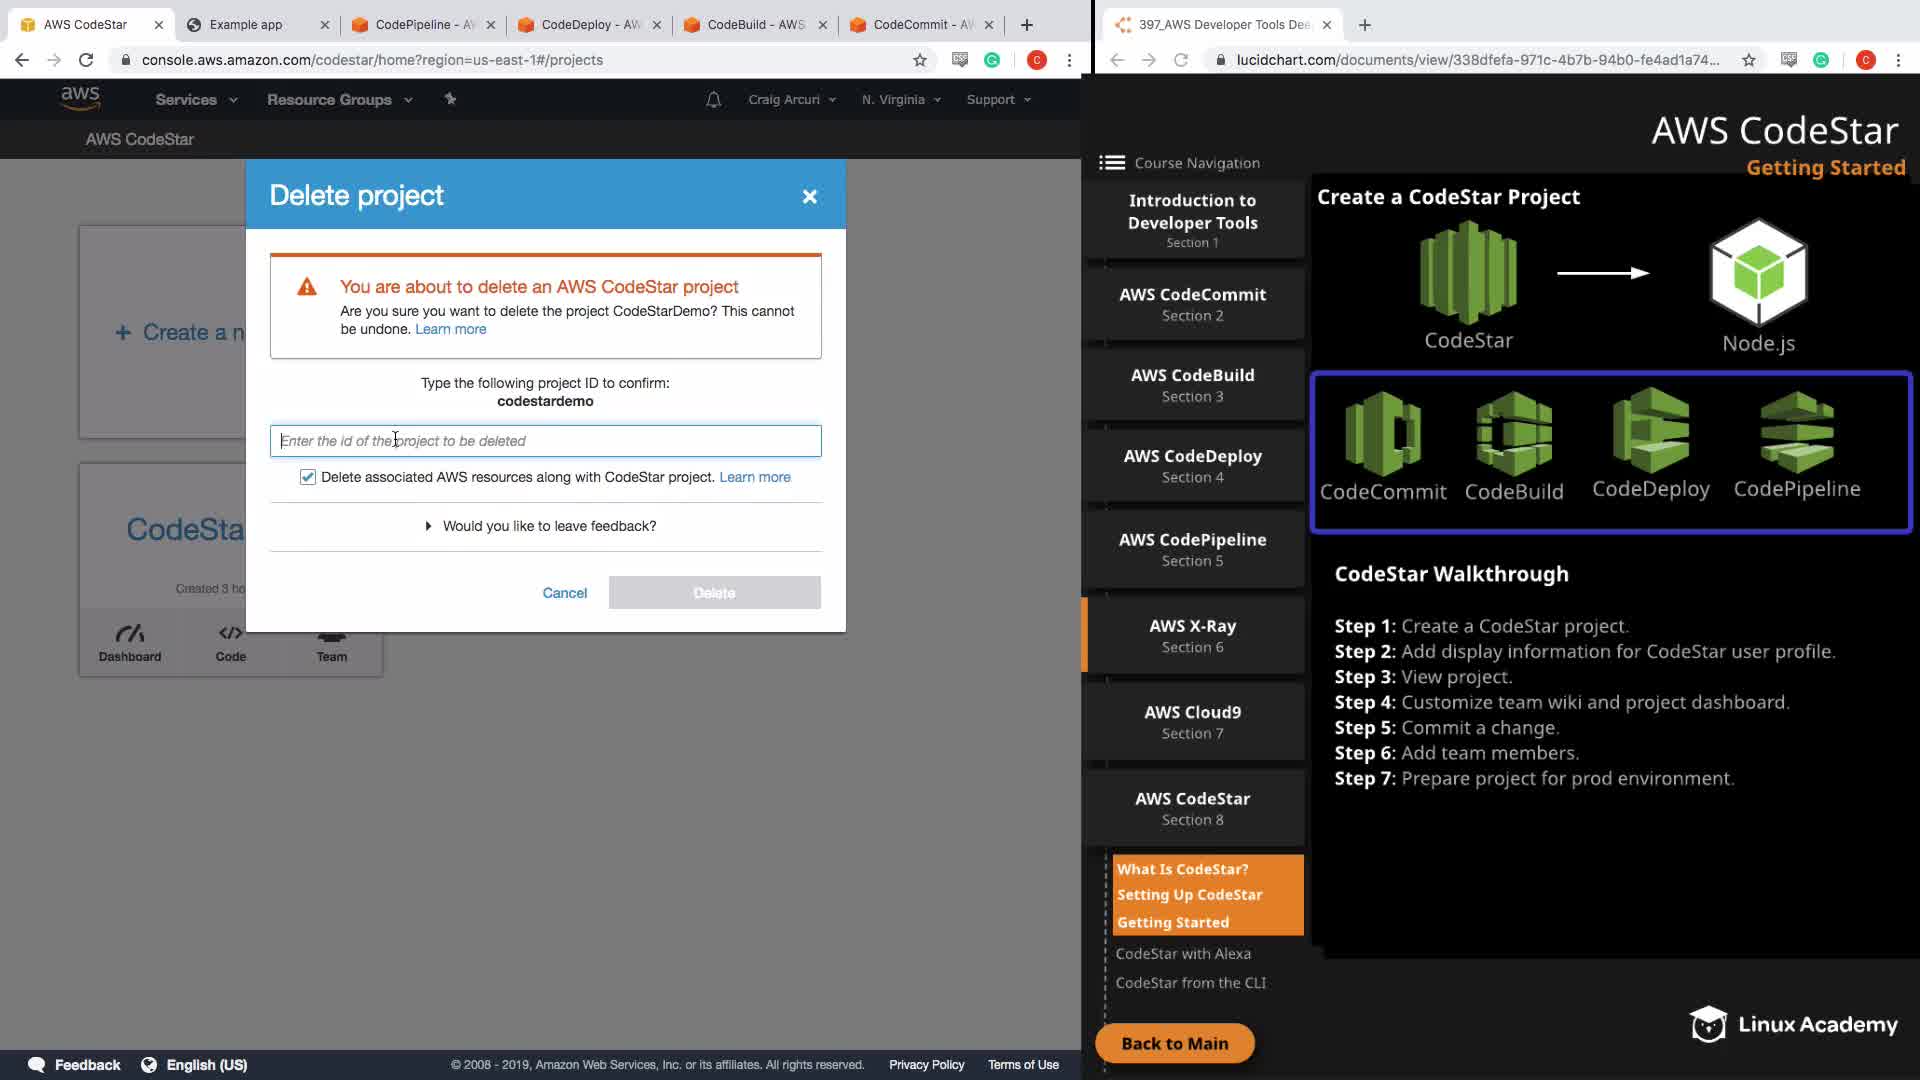 AWS CodeStar
Example app
CodePipeline - AW
CodeDeploy - AW
CodeBuild - AWS
CodeCommit - AW
console.aws.amazon.com/codestar/home?region=us-east-1#/projects
C
aws
Services
Resource Groups
Craig Arcuri
N. Virginia
Support
AWS CodeStar
Delete project
You are about to delete an AWS CodeStar project
Are you sure you want to delete the project CodeStarDemo? This cannot
be undone. Learn more
Type the following project ID to confirm:
codestardemo
Enter the id of the project to be deleted
Delete associated AWS resources along with CodeStar project. Learn more
Would you like to leave feedback?
Cancel
Delete
+ Create a n
CodeSta
Created 3 ho
Dashboard
Code
Team
Feedback
English (US)
© 2008 - 2019, Amazon Web Services, Inc. or its affiliates. All rights reserved.
Privacy Policy
Terms of Use
397_AWS Developer Tools Dee
lucidchart.com/documents/view/338dfefa-971c-4b7b-94b0-fe4ad1a74...
C
AWS CodeStar
Getting Started
Course Navigation
Introduction to
Developer Tools
Section 1
AWS CodeCommit
Section 2
AWS CodeBuild
Section 3
AWS CodeDeploy
Section 4
AWS CodePipeline
Section 5
AWS X-Ray
Section 6
AWS Cloud9
Section 7
AWS CodeStar
Section 8
What Is CodeStar?
Setting Up CodeStar
Getting Started
CodeStar with Alexa
CodeStar from the CLI
Back to Main
Create a CodeStar Project
CodeStar
Node.js
CodeCommit
CodeBuild
CodeDeploy
CodePipeline
CodeStar Walkthrough
Step 1: Create a CodeStar project.
Step 2: Add display information for CodeStar user profile.
Step 3: View project.
Step 4: Customize team wiki and project dashboard.
Step 5: Commit a change.
Step 6: Add team members.
Step 7: Prepare project for prod environment.
Linux Academy